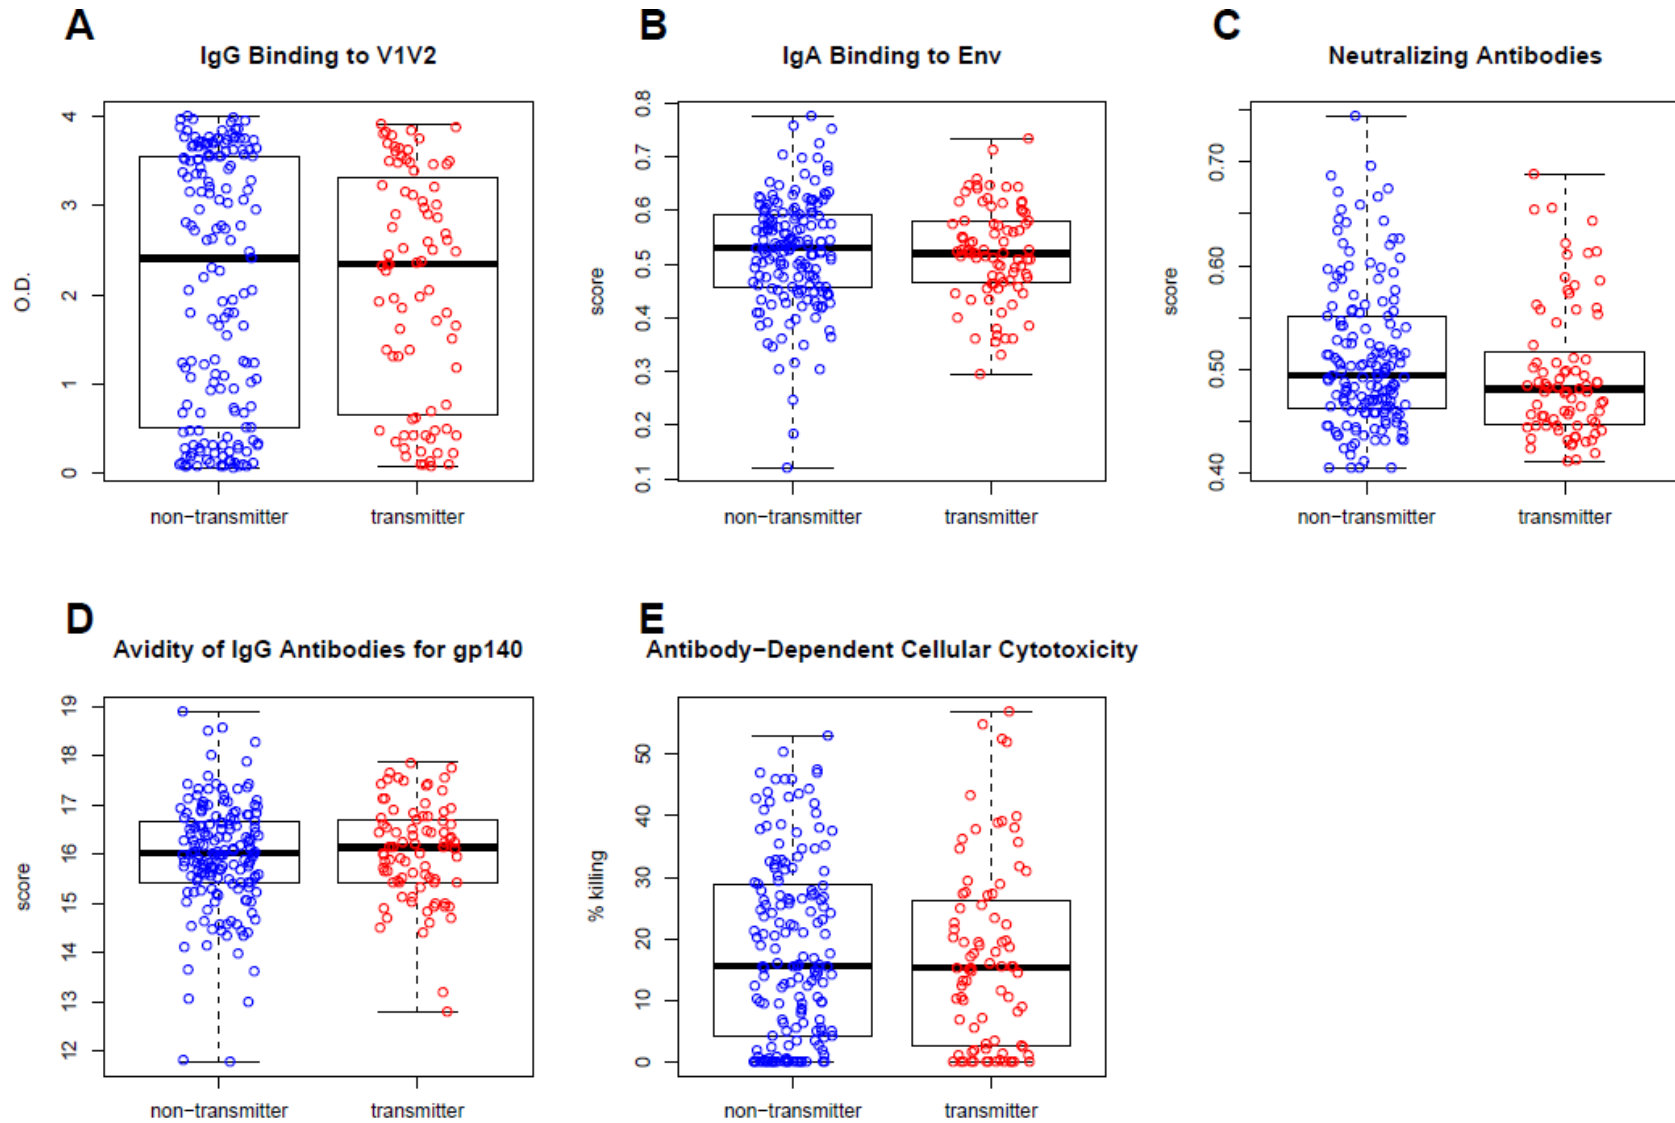 A
IgG Binding to V1V2
O.D.
4
3
2
1
0
non−transmitter
transmitter
B
IgA Binding to Env
score
0.8
0.7
0.6
0.5
0.4
0.3
0.2
0.1
non−transmitter
transmitter
C
Neutralizing Antibodies
score
0.70
0.60
0.50
0.40
non−transmitter
transmitter
D
Avidity of IgG Antibodies for gp140
score
19
18
17
16
15
14
13
12
non−transmitter
transmitter
E
Antibody−Dependent Cellular Cytotoxicity
% killing
50
40
30
20
10
0
non−transmitter
transmitter